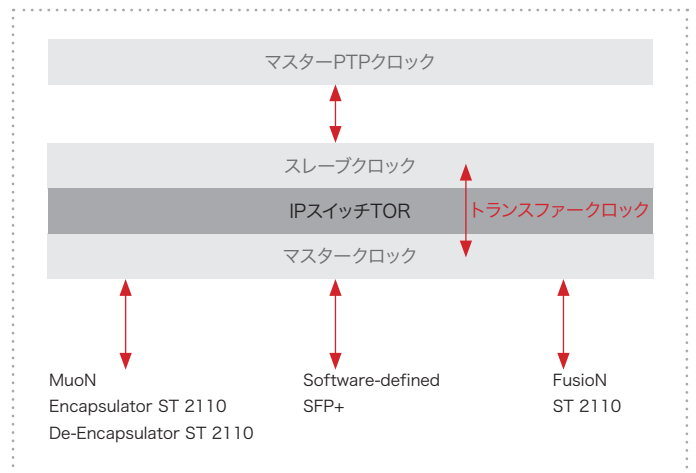 マスターPTPクロック
スレーブクロック
IPスイッチTOR
トランスファークロック
マスタークロック
MuoN
Encapsulator ST 2110
De-Encapsulator ST 2110
Software-defined
SFP+
FusioN
ST 2110